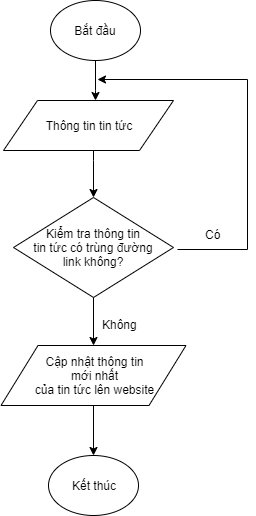 Bắt đầu
Thông tin tin tức
Kiểm tra thông tin
tin tức có trùng đường
link không?
Có
Không
Cập nhật thông tin
mới nhất
của tin tức lên website
Kết thúc